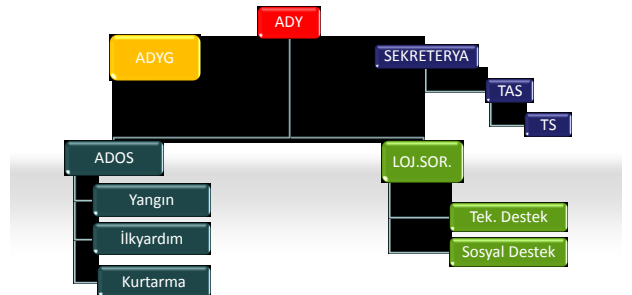 ADY
ADYG
SEKRETERYA
TAS
TS
ADOS
LOJ.SOR.
Yangın
İlkyardım
Kurtarma
Tek. Destek
Sosyal Destek